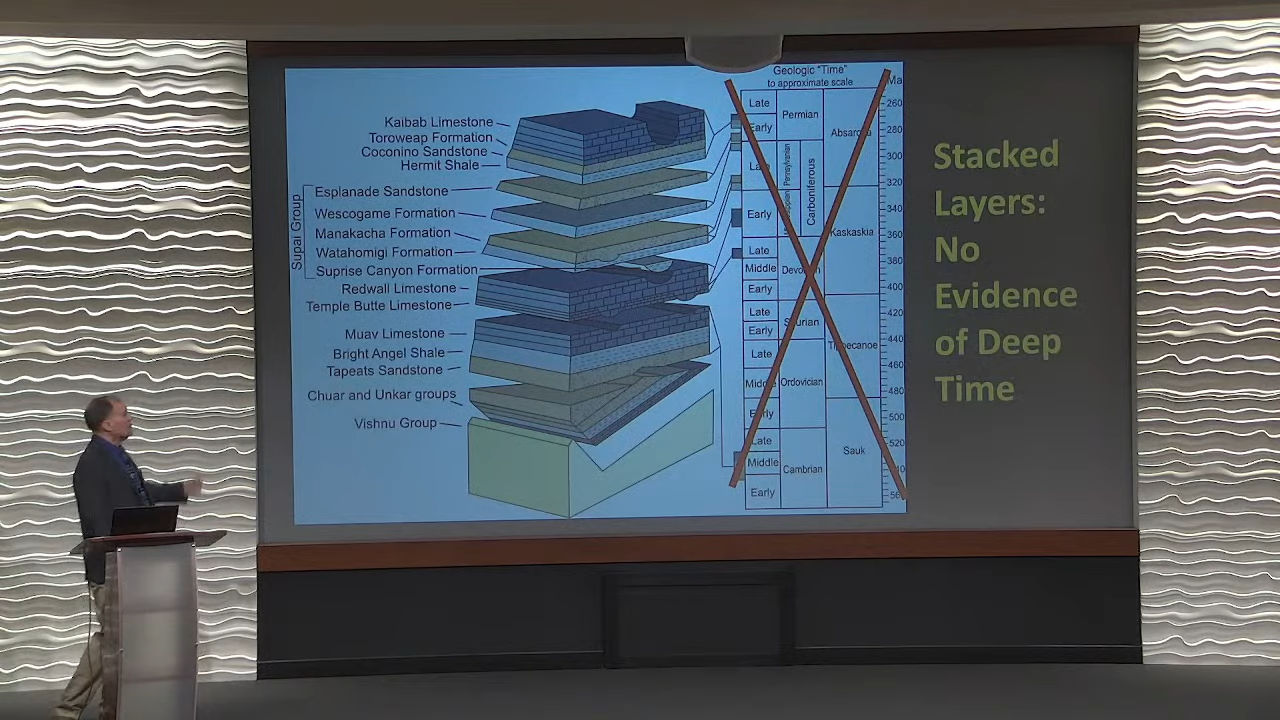 Kaibab Limestone
Toroweap Formation
Coconino Sandstone
Hermit Shale
Supai Group
Esplanade Sandstone
Wescogame Formation
Manakacha Formation
Watahomigi Formation
Suprise Canyon Formation
Redwall Limestone
Temple Butte Limestone
Muav Limestone
Bright Angel Shale
Tapeats Sandstone
Chuar and Unkar groups
Vishnu Group
Geologic "Time"
to approximate scale
Ma
Late
Early
Permian
Early
Pennsylvanian
Carboniferous
Late
Middle
Early
Late
Early
Late
Ordovician
Late
Middle
Early
Cambrian
Kaskaskia
Sauk
260
280
300
320
340
360
380
400
420
440
460
480
500
520
Stacked
Layers:
No
Evidence
of Deep
Time